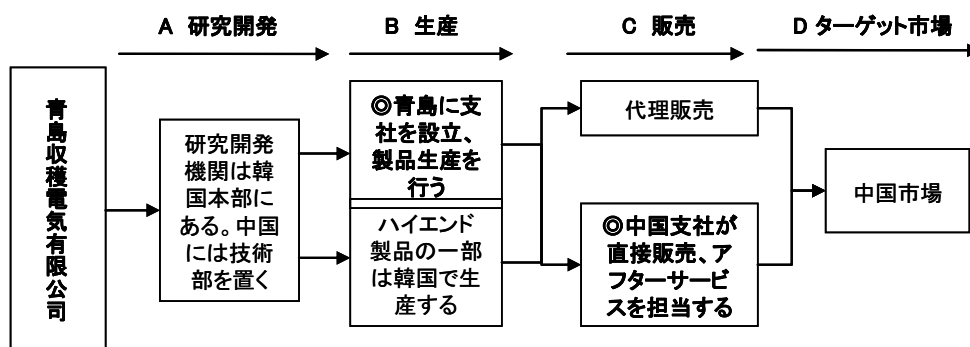 A 研究開発
B 生産
C 販売
D ターゲット市場
青島収穫電気有限公司
研究開発
機関は韓
国本部に
ある。中国
には技術
部を置く
◎青島に支
社を設立、
製品生産を
行う
ハイエンド
製品の一部
は韓国で生
産する
代理販売
◎中国支社が
直接販売、ア
フターサービ
スを担当する
中国市場